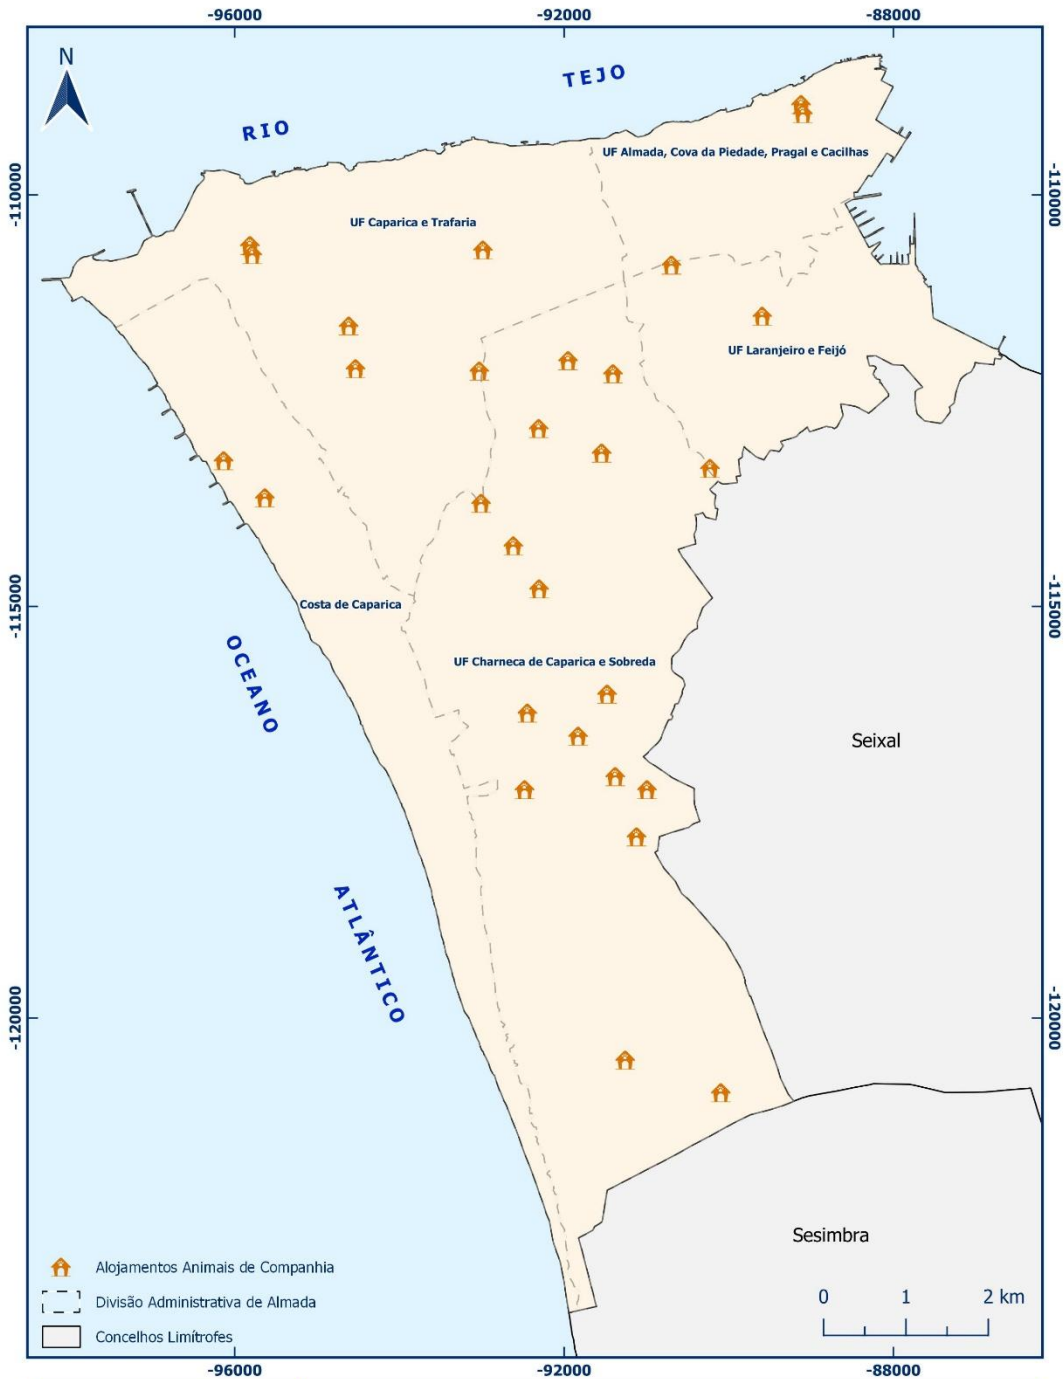 -96000
-92000
-88000
N
TEJO
RIO
UF Almada, Cova da Piedade, Pragal e Cacilhas
-110000
-110000
UF Caparica e Trafaria
UF Laranjeiro e Feijó
-115000
-115000
Costa de Caparica
OCEANO
UF Charneca de Caparica e Sobreda
Seixal
ATLÂNTICO
-120000
-120000
Sesimbra
Alojamentos Animais de Companhia
Divisão Administrativa de Almada
Concelhos Limítrofes
0 1 2 km
-96000
-92000
-88000